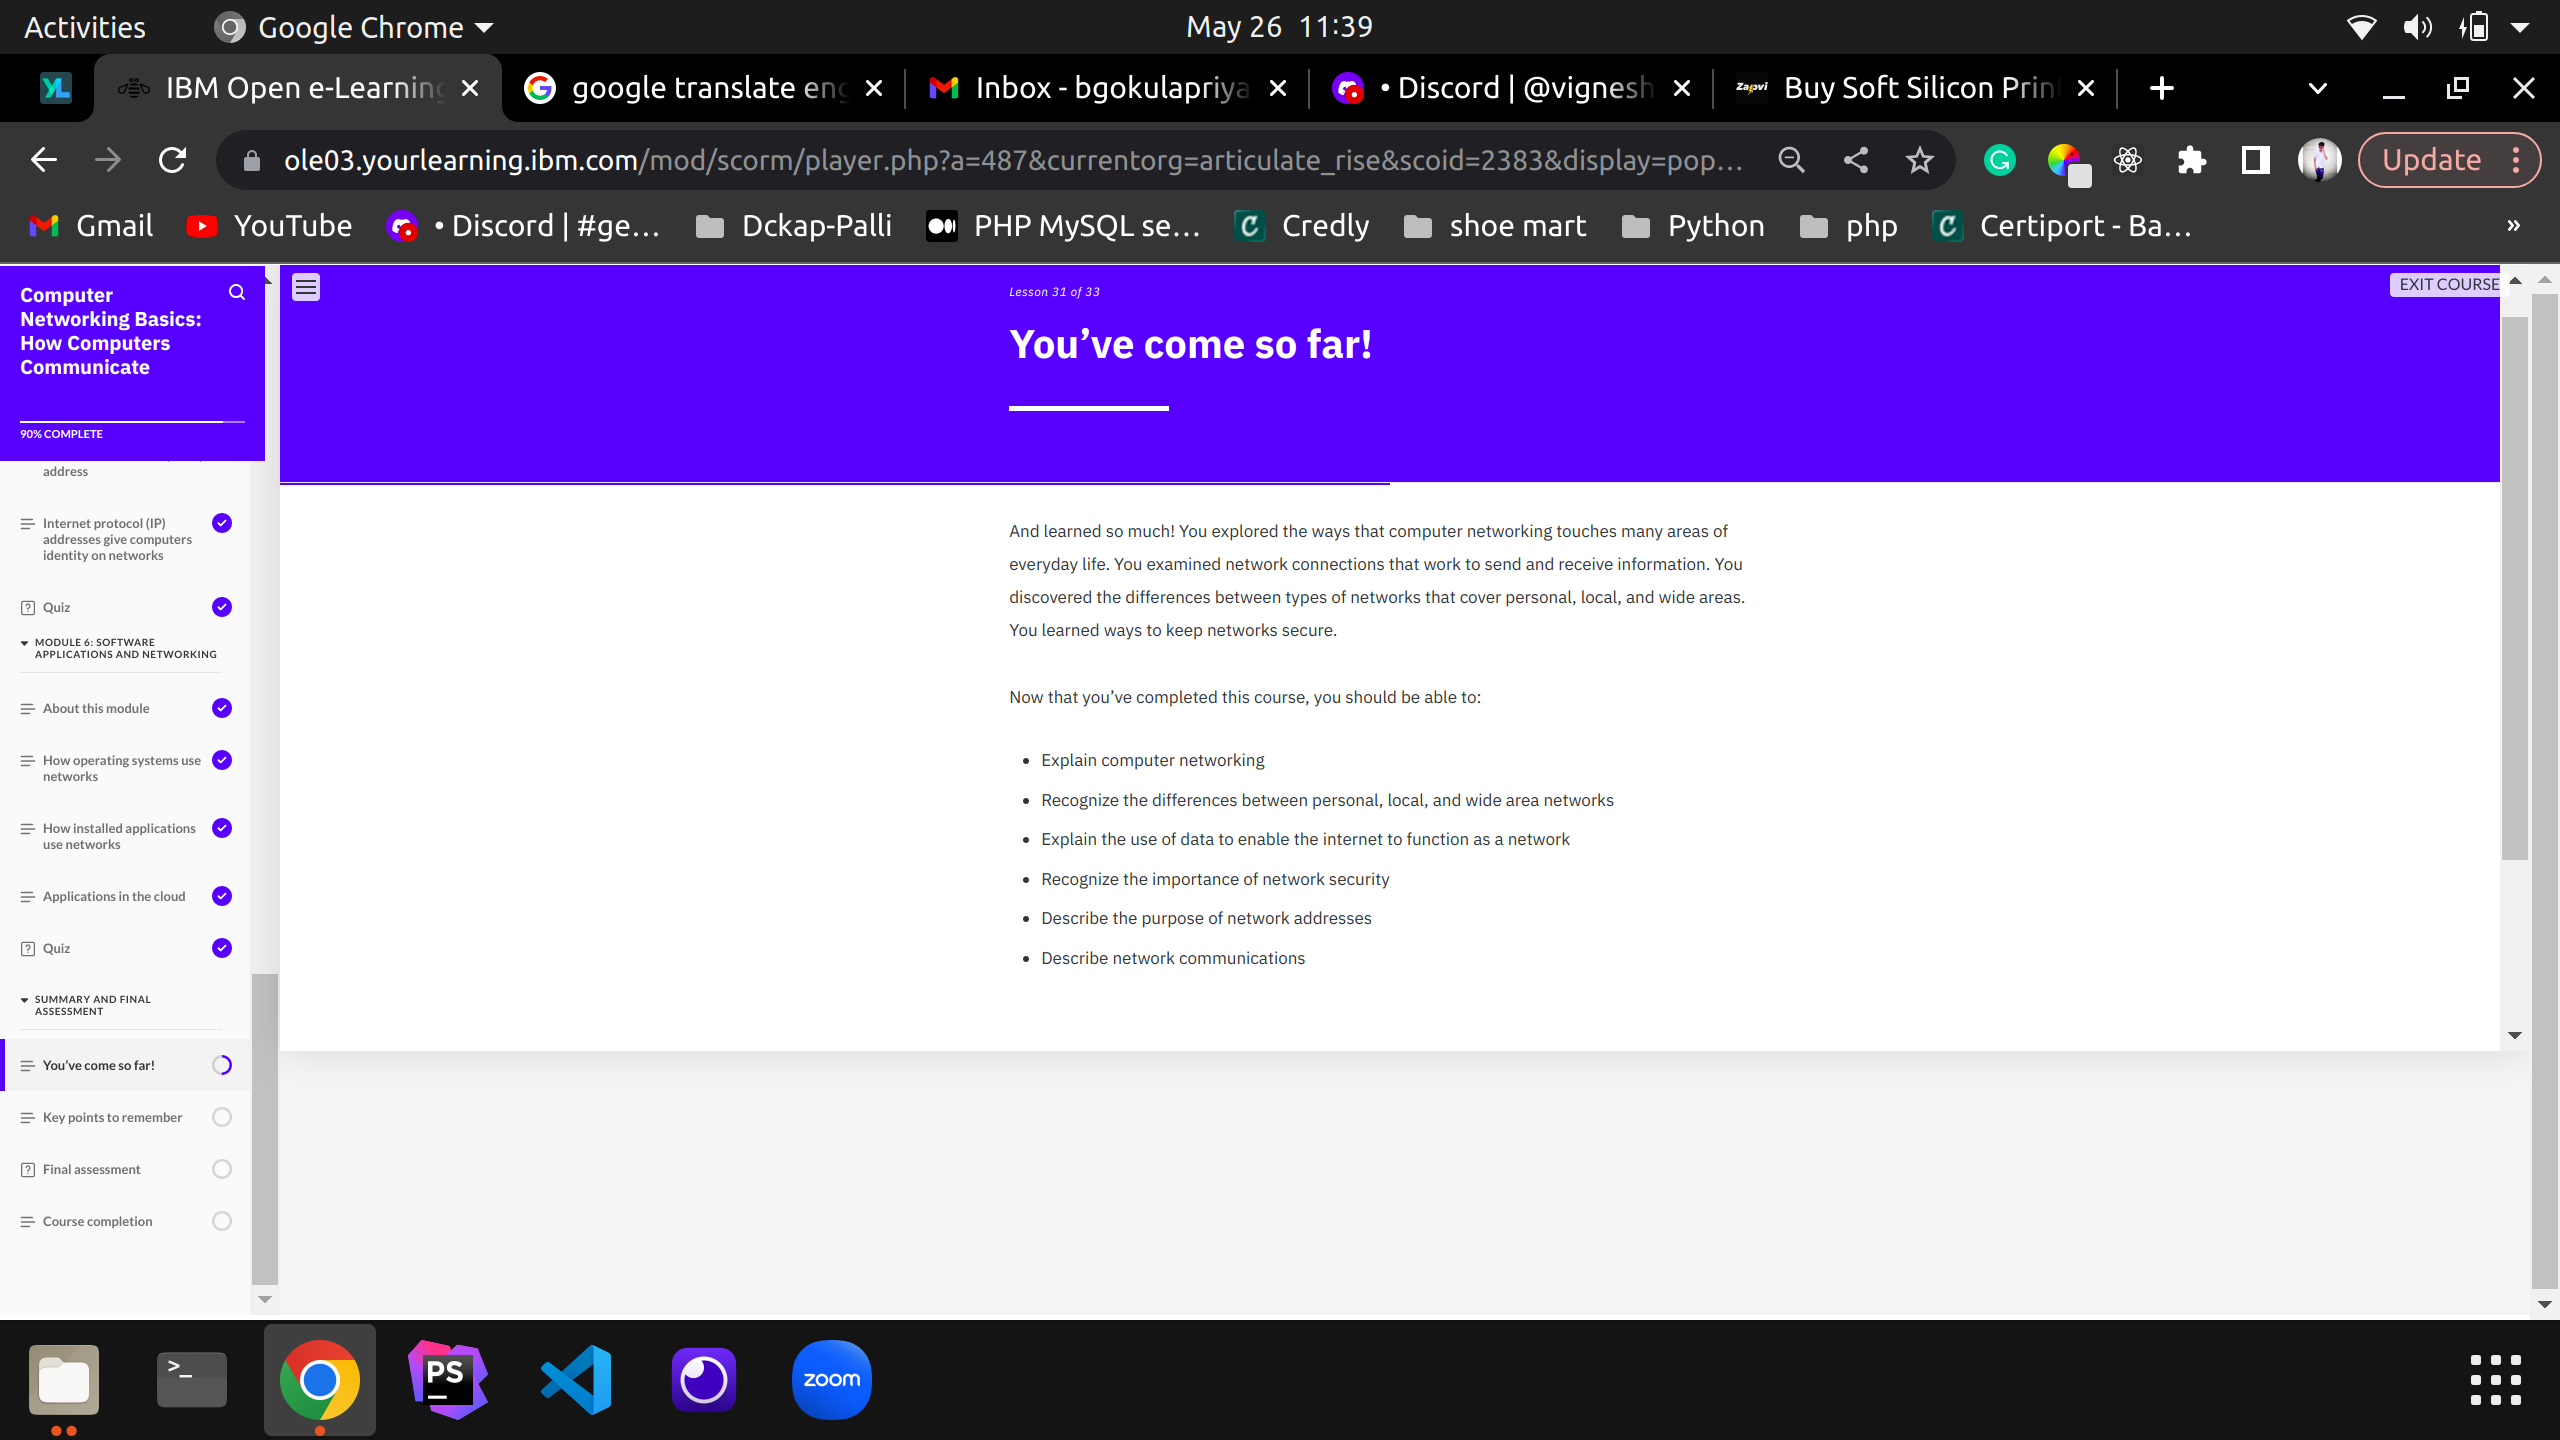 Activities
Google Chrome
May 26 11:39
IBM Open e-Learning
google translate eng
Inbox - bgokulapriya
• Discord | @vignesh
Zapvi
Buy Soft Silicon Prin
ole03.yourlearning.ibm.com/mod/scorm/player.php?a=487&currentorg=articulate_rise&scoid=2383&display=pop...
Update
Gmail
YouTube
• Discord | #ge...
Dckap-Palli
PHP MySQL se...
Credly
shoe mart
Python
php
Certiport - Ba...
»
Computer
Networking Basics:
How Computers
Communicate
90% COMPLETE
address
Internet protocol (IP)
addresses give computers
identity on networks
Quiz
MODULE 6: SOFTWARE
APPLICATIONS AND NETWORKING
About this module
How operating systems use
networks
How installed applications
use networks
Applications in the cloud
Quiz
SUMMARY AND FINAL
ASSESSMENT
You’ve come so far!
Key points to remember
Final assessment
Course completion
Lesson 31 of 33
EXIT COURSE
You’ve come so far!
And learned so much! You explored the ways that computer networking touches many areas of
everyday life. You examined network connections that work to send and receive information. You
discovered the differences between types of networks that cover personal, local, and wide areas.
You learned ways to keep networks secure.
Now that you’ve completed this course, you should be able to:
• Explain computer networking
• Recognize the differences between personal, local, and wide area networks
• Explain the use of data to enable the internet to function as a network
• Recognize the importance of network security
• Describe the purpose of network addresses
• Describe network communications
PS
zoom